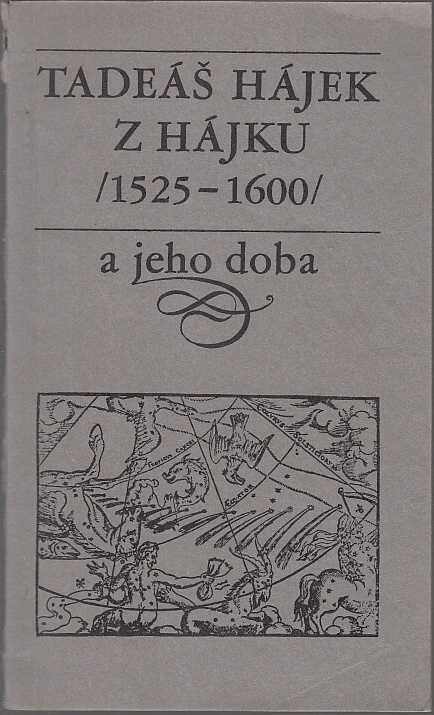 TADEÁŠ HÁJEK
Z HÁJKU
/1525–1600/
a jeho doba